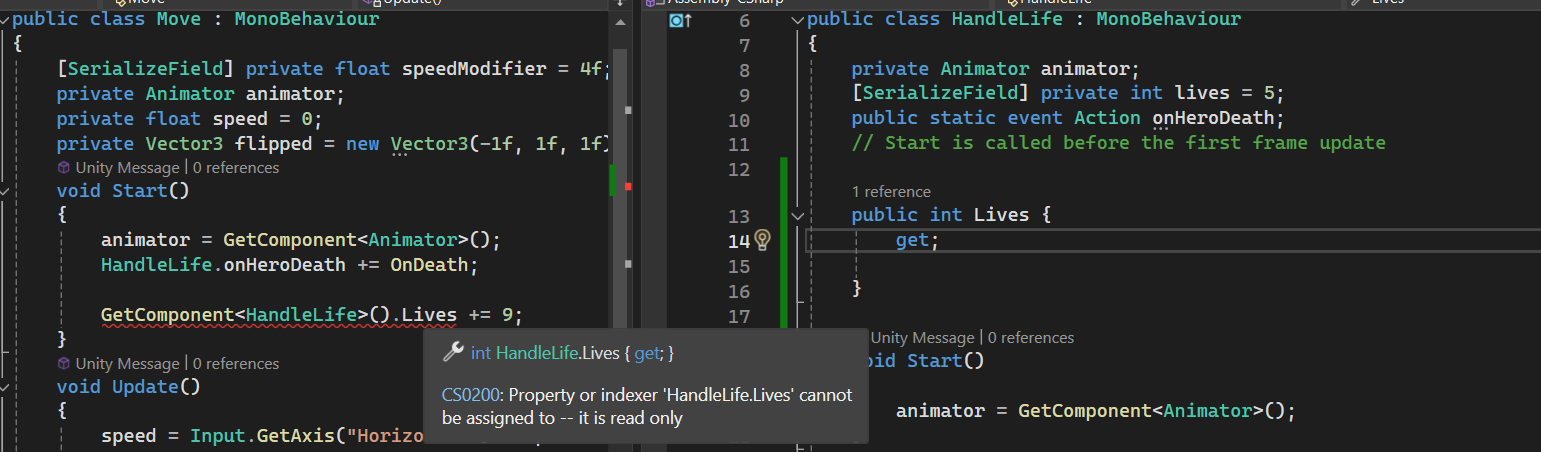 Move
Update()
public class Move : MonoBehaviour
{
[SerializeField] private float speedModifier = 4f;
private Animator animator;
private float speed = 0;
private Vector3 flipped = new Vector3(-1f, 1f, 1f)
Unity Message | 0 references
void Start()
{
animator = GetComponent<Animator>();
HandleLife.onHeroDeath += OnDeath;
GetComponent<HandleLife>().Lives += 9;
}
Unity Message | 0 references
void Update()
{
speed = Input.GetAxis("Horizo
int HandleLife.Lives { get; }
CS0200: Property or indexer 'HandleLife.Lives' cannot
be assigned to -- it is read only
Assembly-CSharp
HandleLife
Lives
6 public class HandleLife : MonoBehaviour
7 {
8 private Animator animator;
9 [SerializeField] private int lives = 5;
10 public static event Action onHeroDeath;
11 // Start is called before the first frame update
12
1 reference
13 public int Lives {
14 get;
15
16 }
17
Unity Message | 0 references
oid Start()
animator = GetComponent<Animator>();